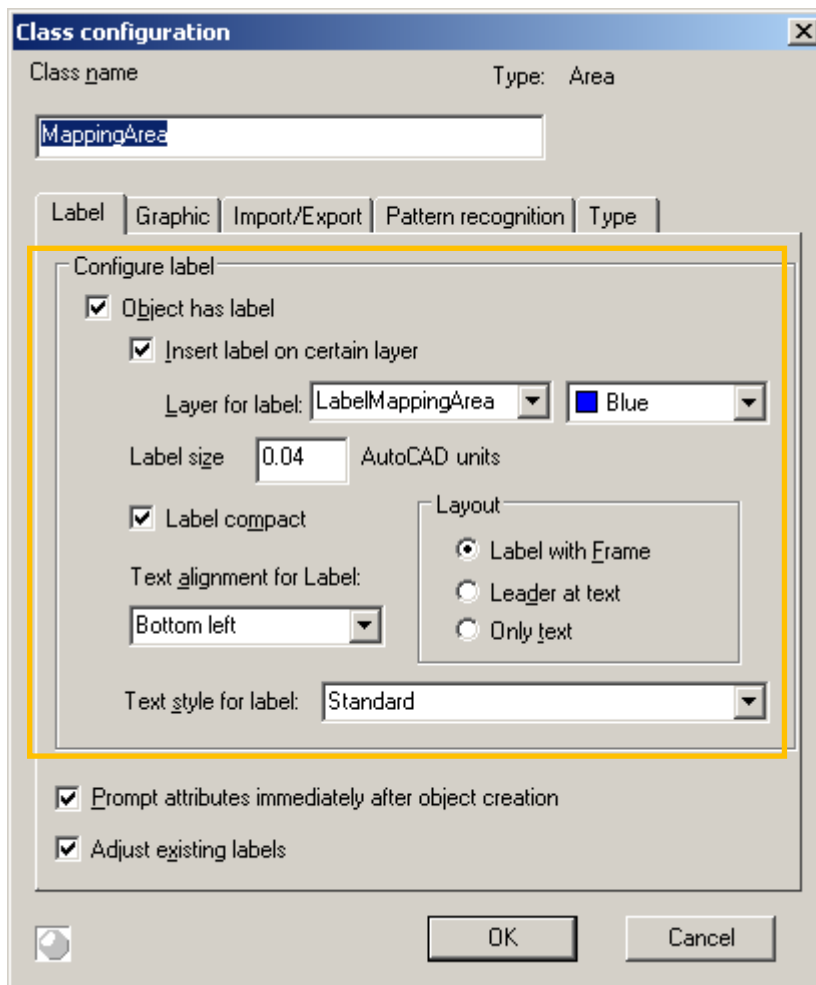 Class configuration
Class name Type: Area
MappingArea
Label Graphic Import/Export Pattern recognition Type
Configure label
Object has label
Insert label on certain layer
Layer for label: LabelMappingArea Blue
Label size 0.04 AutoCAD units
Label compact
Text alignment for Label:
Bottom left
Layout
Label with Frame
Leader at text
Only text
Text style for label: Standard
Prompt attributes immediately after object creation
Adjust existing labels
OK Cancel